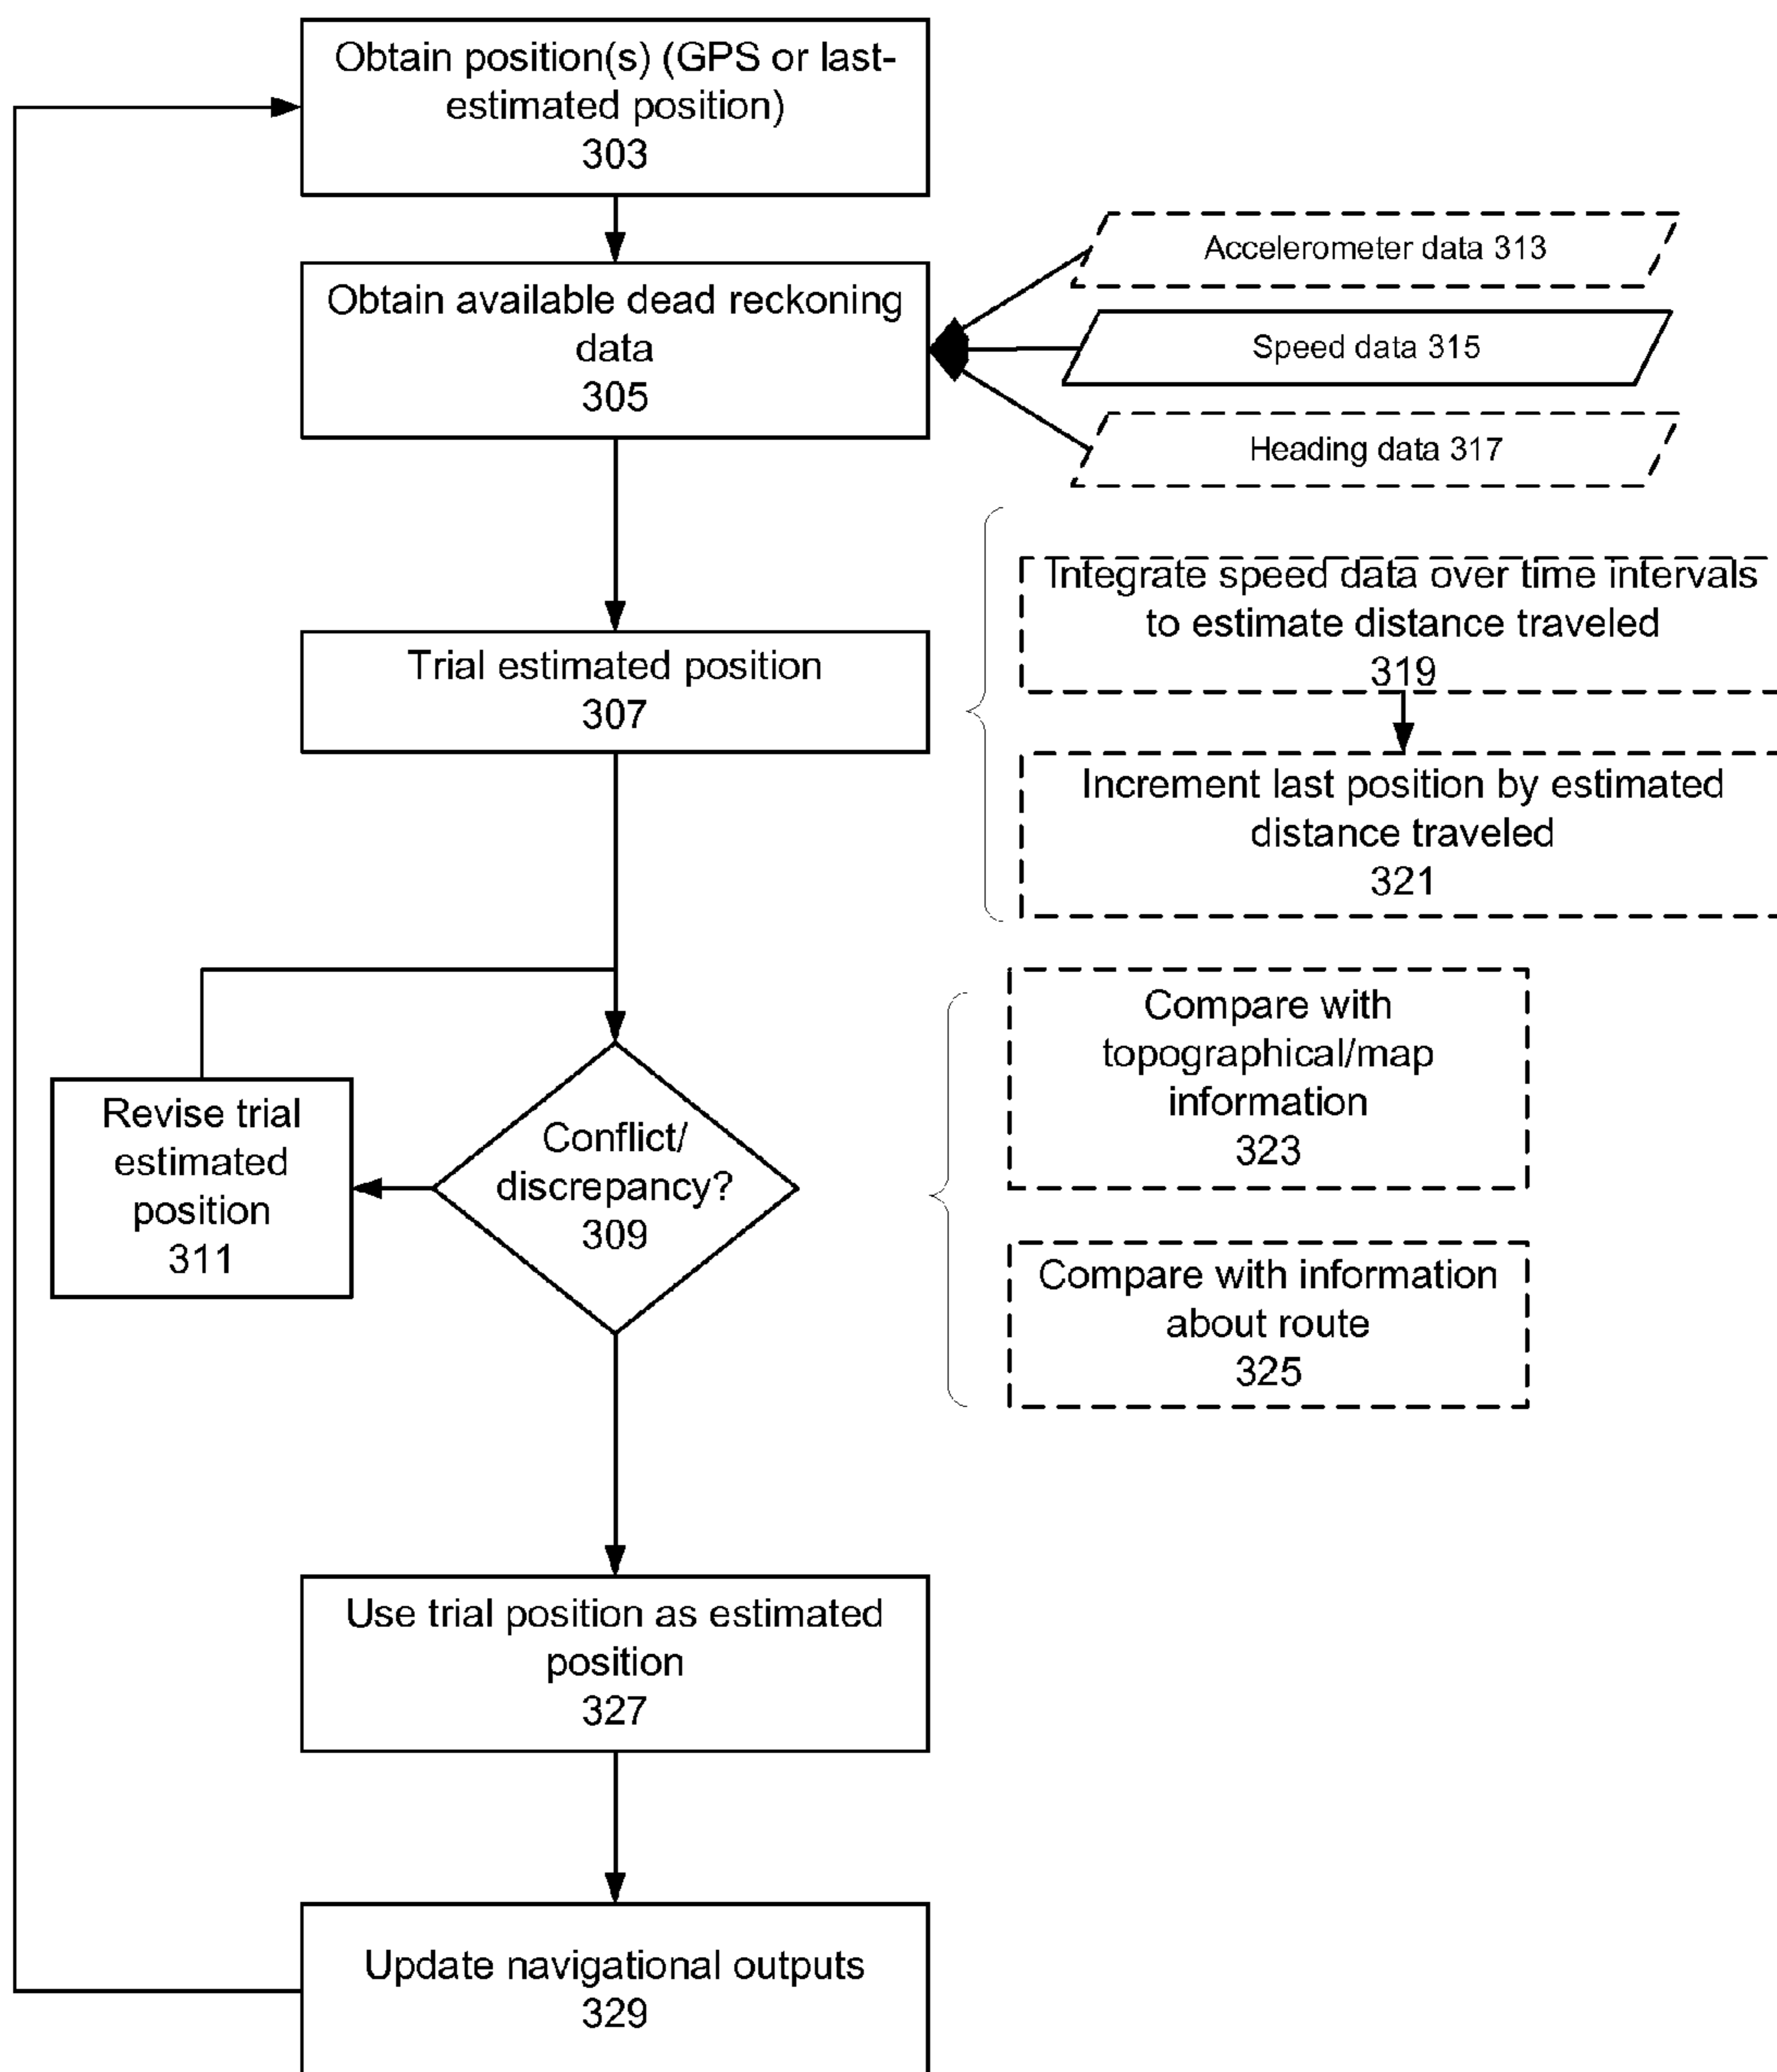 Obtain position(s) (GPS or last-
estimated position)
303
Obtain available dead reckoning
data
305
Accelerometer data 313
Speed data 315
Heading data 317
Trial estimated position
307
Integrate speed data over time intervals
to estimate distance traveled
319
Increment last position by estimated
distance traveled
321
Revise trial
estimated
position
311
Conflict/
discrepancy?
309
Compare with
topographical/map
information
323
Compare with information
about route
325
Use trial position as estimated
position
327
Update navigational outputs
329